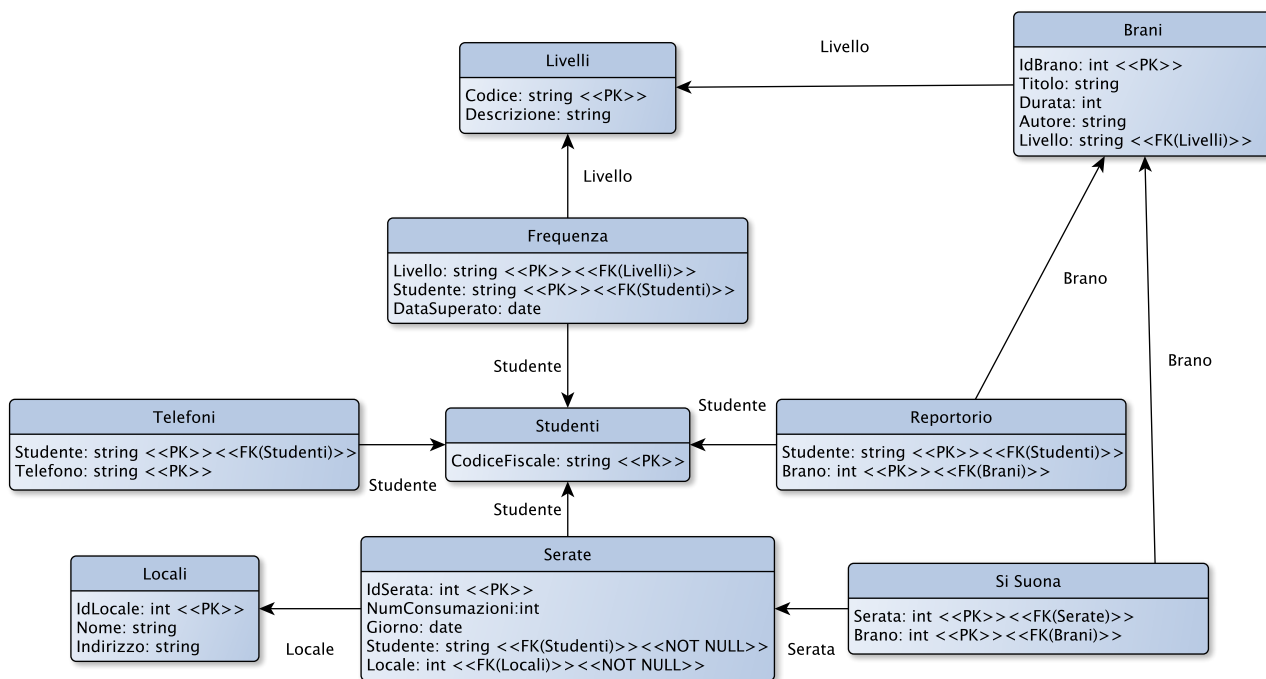 Brani
IdBrano: int <<PK>>
Titolo: string
Durata: int
Autore: string
Livello: string <<FK(Livelli)>>
Livello
Livelli
Codice: string <<PK>>
Descrizione: string
Livello
Frequenza
Livello: string <<PK>><<FK(Livelli)>>
Studente: string <<PK>><<FK(Studenti)>>
DataSuperato: date
Brano
Brano
Studente
Telefoni
Studente: string <<PK>><<FK(Studenti)>>
Telefono: string <<PK>>
Studente
Studenti
CodiceFiscale: string <<PK>>
Studente
Reportorio
Studente: string <<PK>><<FK(Studenti)>>
Brano: int <<PK>><<FK(Brani)>>
Studente
Locali
IdLocale: int <<PK>>
Nome: string
Indirizzo: string
Locale
Serate
IdSerata: int <<PK>>
NumConsumazioni:int
Giorno: date
Studente: string <<FK(Studenti)>><<NOT NULL>>
Locale: int <<FK(Locali)>><<NOT NULL>>
Serata
Si Suona
Serata: int <<PK>><<FK(Serate)>>
Brano: int <<PK>><<FK(Brani)>>